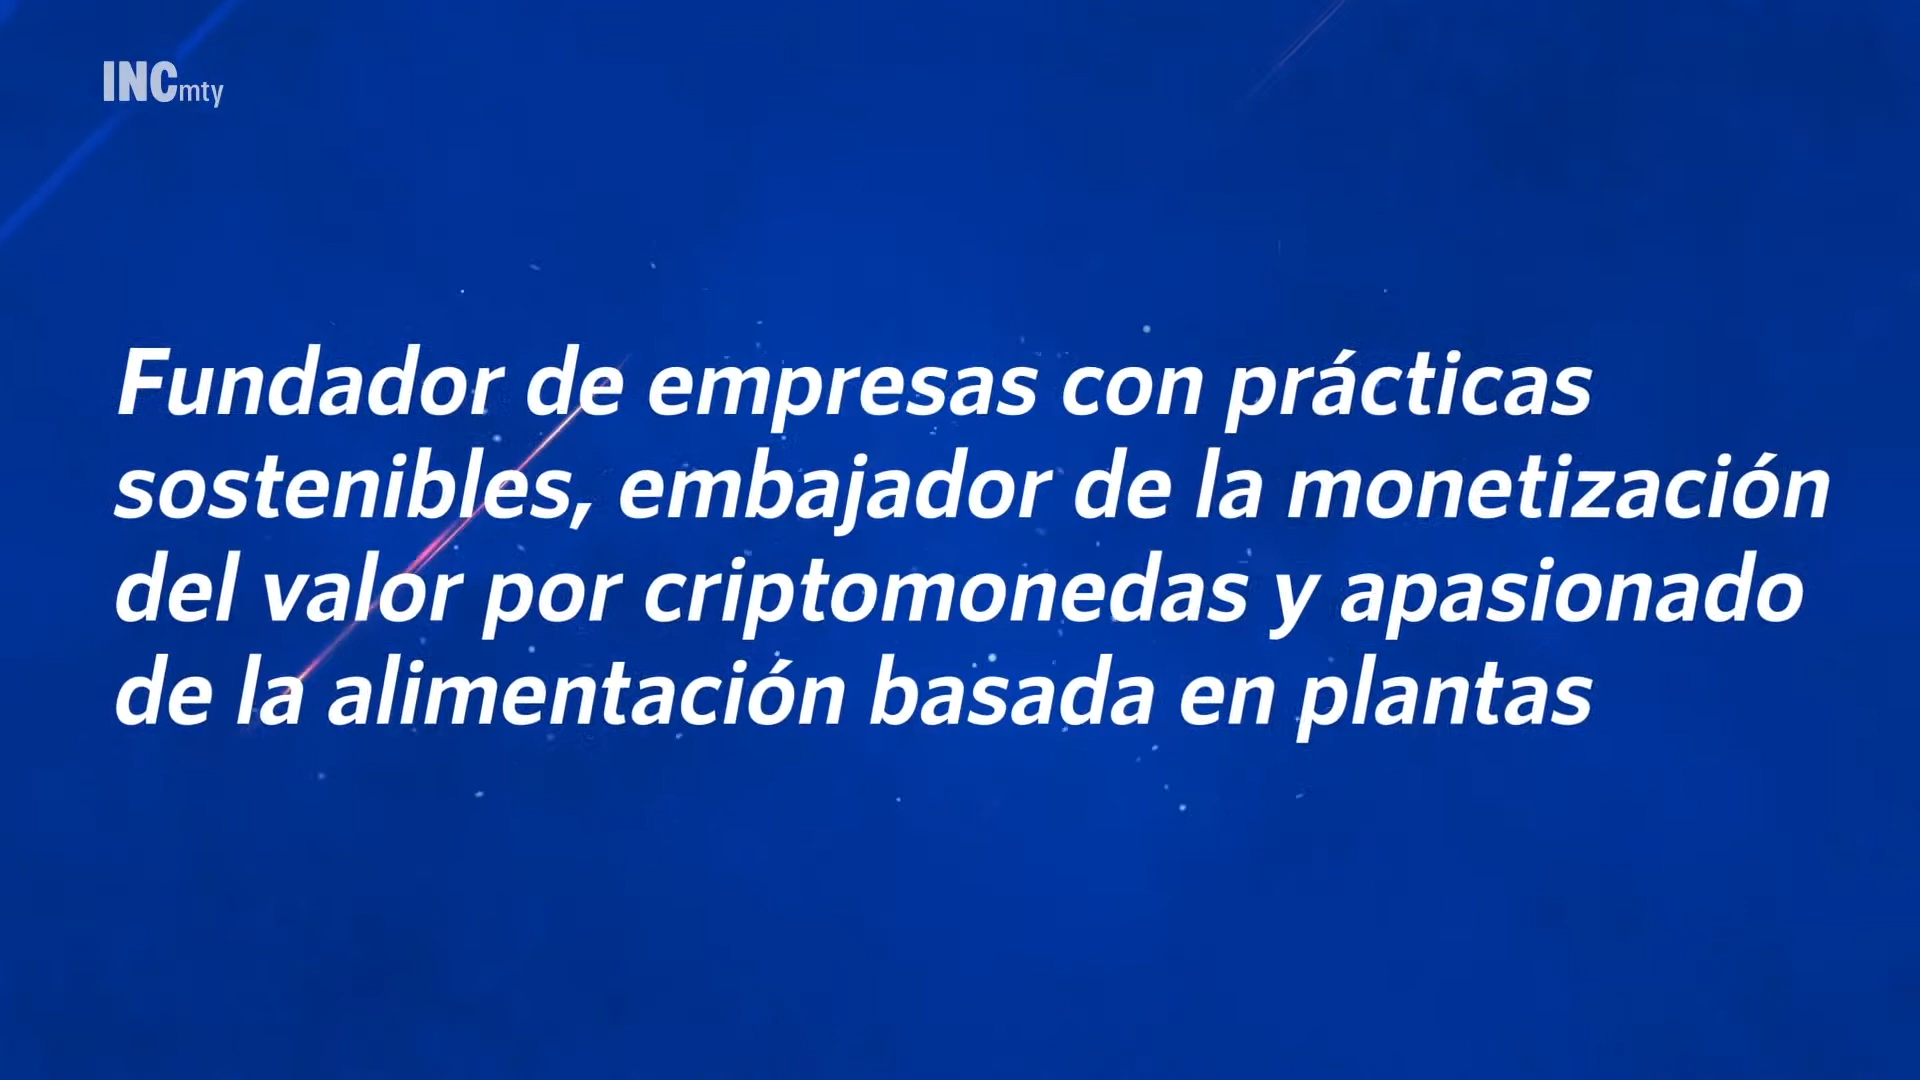 INCmty
Fundador de empresas con prácticas
sostenibles, embajador de la monetización
del valor por criptomonedas y apasionado
de la alimentación basada en plantas